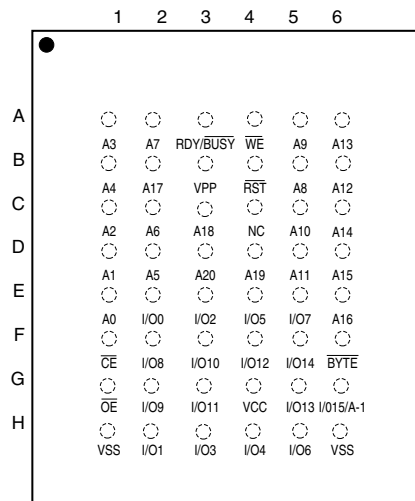 1 2 3 4 5 6
A
A3 A7 RDY/BUSY WE A9 A13
B
A4 A17 VPP RST A8 A12
C
A2 A6 A18 NC A10 A14
D
A1 A5 A20 A19 A11 A15
E
A0 I/O0 I/O2 I/O5 I/O7 A16
F
CE I/O8 I/O10 I/O12 I/O14 BYTE
G
OE I/O9 I/O11 VCC I/O13 I/015/A-1
H
VSS I/O1 I/O3 I/O4 I/O6 VSS